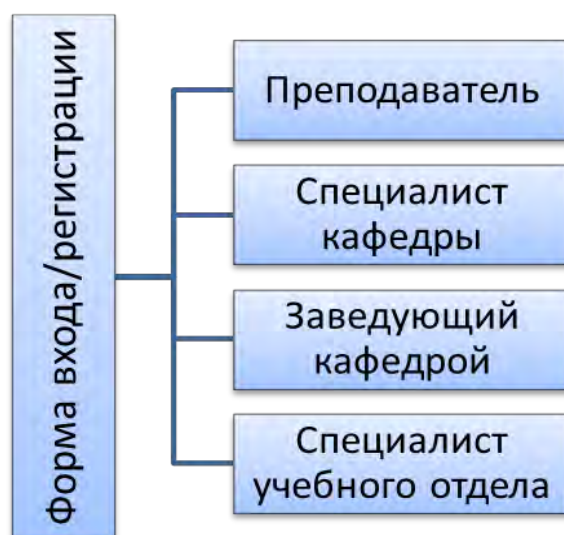 Форма входа/регистрации
Преподаватель
Специалист
кафедры
Заведующий
кафедрой
Специалист
учебного отдела